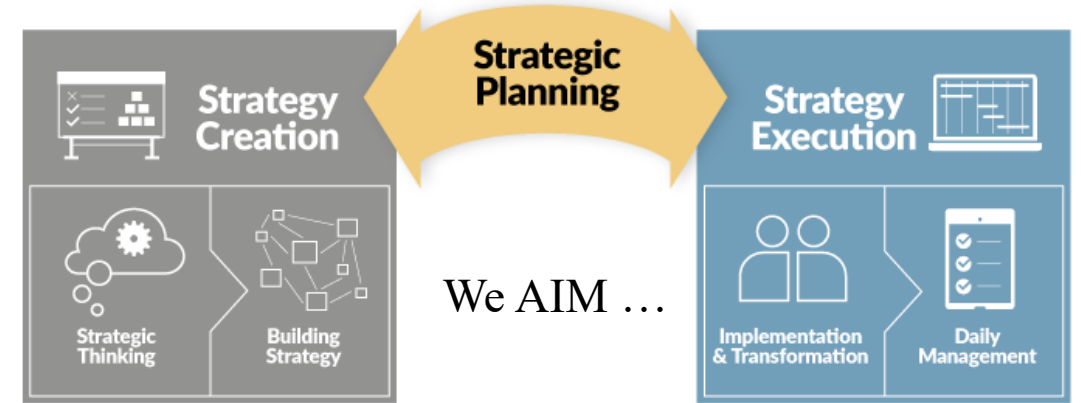 Strategic
Planning
Strategy
Creation
Strategy
Execution
Strategic
Thinking
Building
Strategy
We AIM …
Implementation
& Transformation
Daily
Management